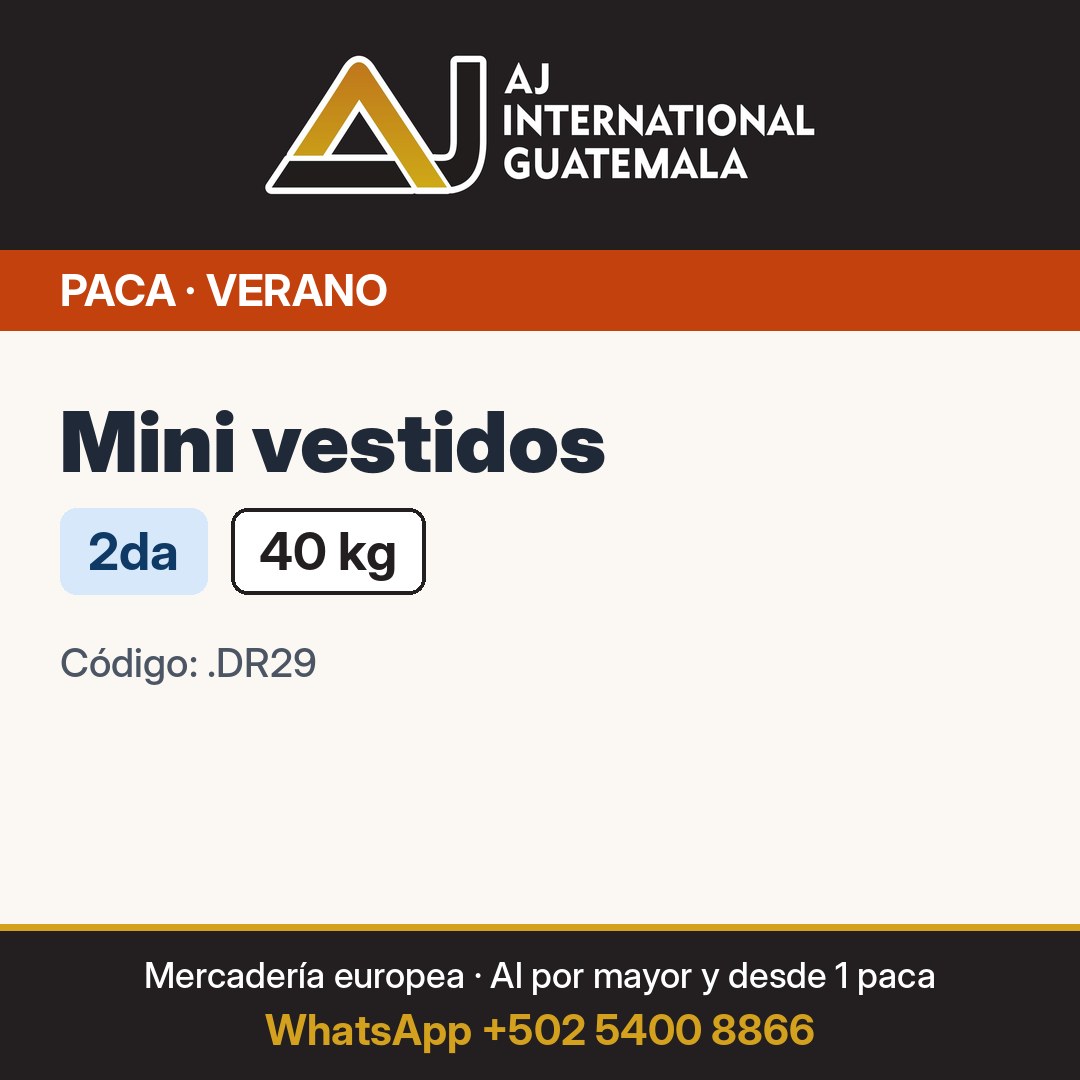 AJ
AJ
INTERNATIONAL
GUATEMALA
PACA · VERANO
Mini vestidos
2da
40 kg
Código: .DR29
Mercadería europea · Al por mayor y desde 1 paca
WhatsApp +502 5400 8866